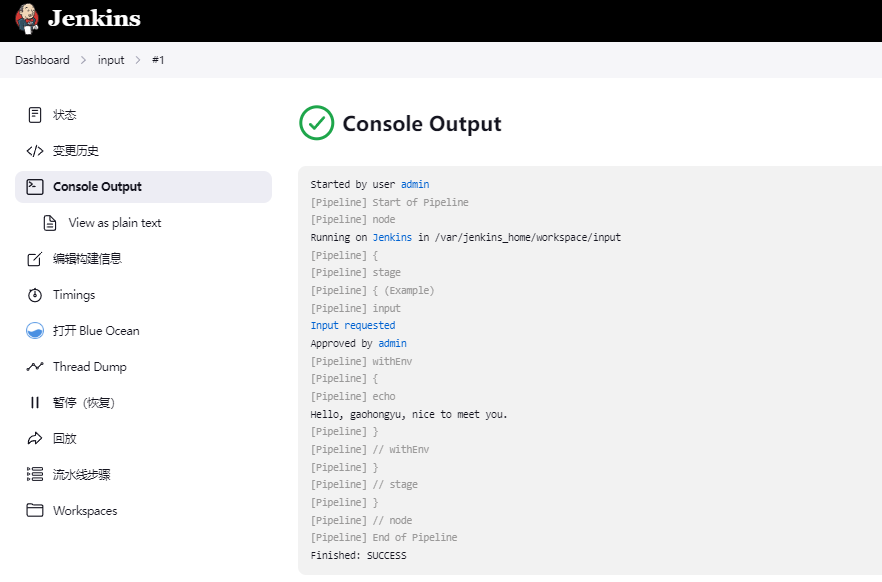 Jenkins
Dashboard > input > #1
状态
变更历史
Console Output
View as plain text
编辑构建信息
Timings
打开 Blue Ocean
Thread Dump
暂停（恢复）
回放
流水线步骤
Workspaces
Console Output
Started by user admin
[Pipeline] Start of Pipeline
[Pipeline] node
Running on Jenkins in /var/jenkins_home/workspace/input
[Pipeline] {
[Pipeline] stage
[Pipeline] { (Example)
[Pipeline] input
Input requested
Approved by admin
[Pipeline] withEnv
[Pipeline] {
[Pipeline] echo
Hello, gaohongyu, nice to meet you.
[Pipeline] }
[Pipeline] // withEnv
[Pipeline] }
[Pipeline] // stage
[Pipeline] }
[Pipeline] // node
[Pipeline] End of Pipeline
Finished: SUCCESS